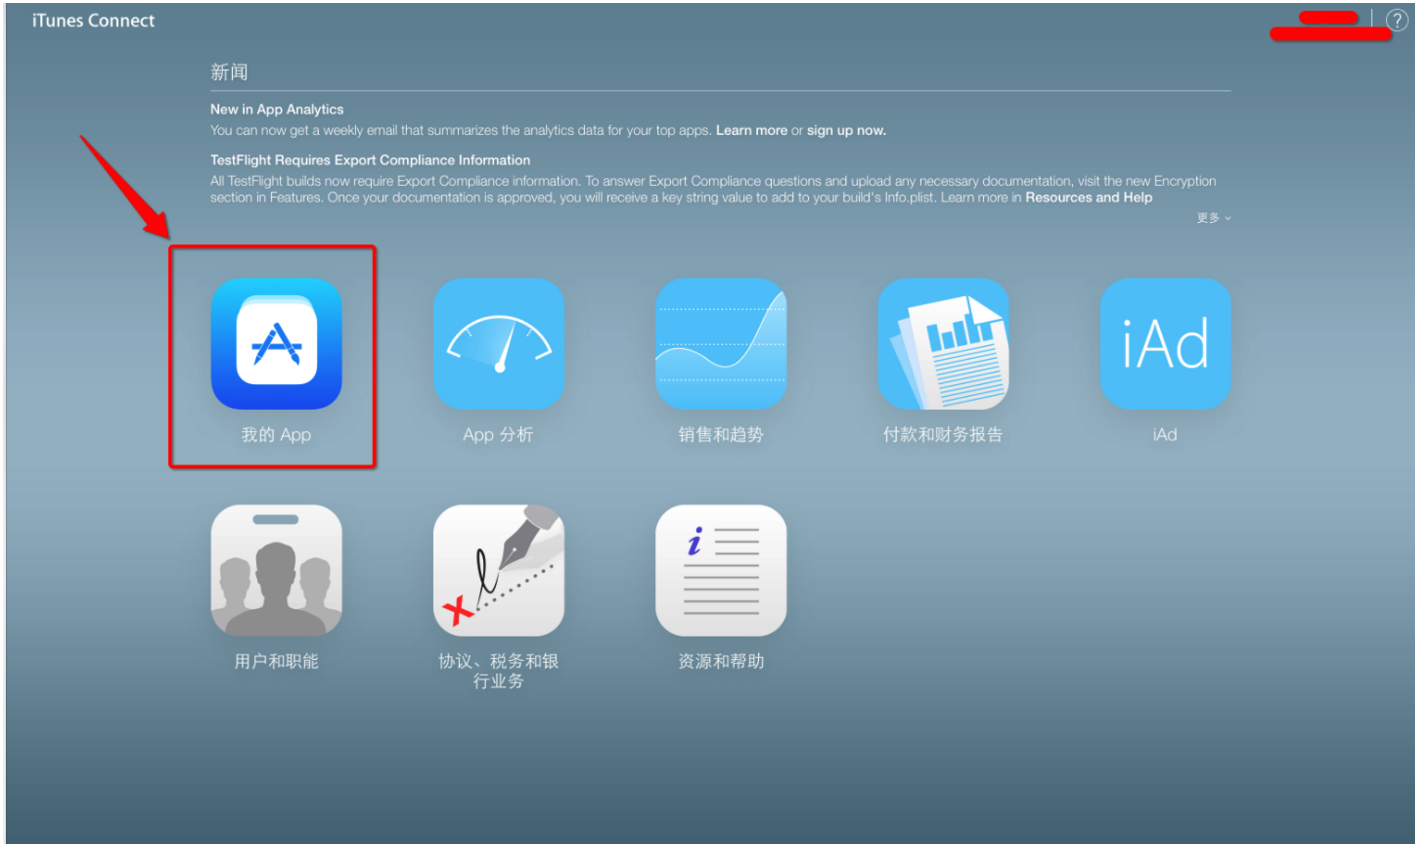 iTunes Connect
?
新闻
New in App Analytics
You can now get a weekly email that summarizes the analytics data for your top apps. Learn more or sign up now.
TestFlight Requires Export Compliance Information
All TestFlight builds now require Export Compliance information. To answer Export Compliance questions and upload any necessary documentation, visit the new Encryption
section in Features. Once your documentation is approved, you will receive a key string value to add to your build's Info.plist. Learn more in Resources and Help
更多
iAd
我的 App
App 分析
销售和趋势
付款和财务报告
iAd
i
用户和职能
协议、税务和银
行业务
资源和帮助